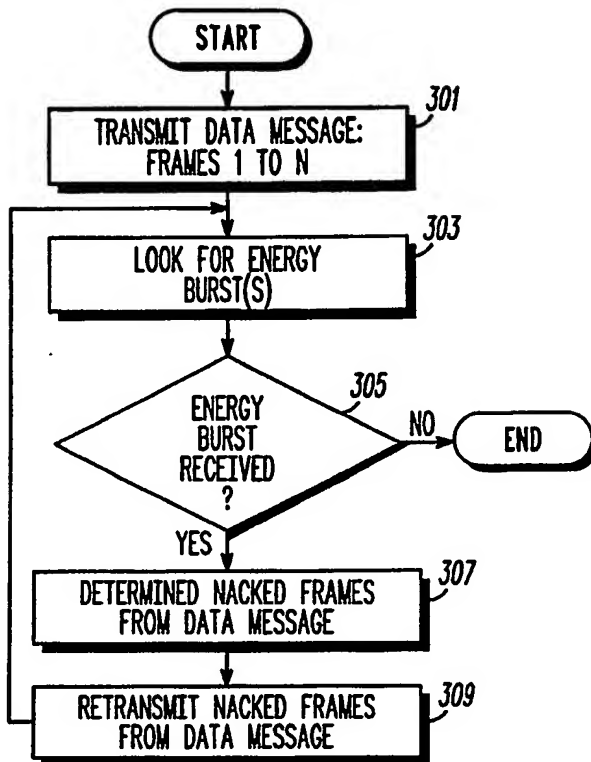 START
301
TRANSMIT DATA MESSAGE:
FRAMES 1 TO N
303
LOOK FOR ENERGY
BURST(S)
305
ENERGY
BURST
RECEIVED
?
NO
END
YES
307
DETERMINED NACKED FRAMES
FROM DATA MESSAGE
309
RETRANSMIT NACKED FRAMES
FROM DATA MESSAGE